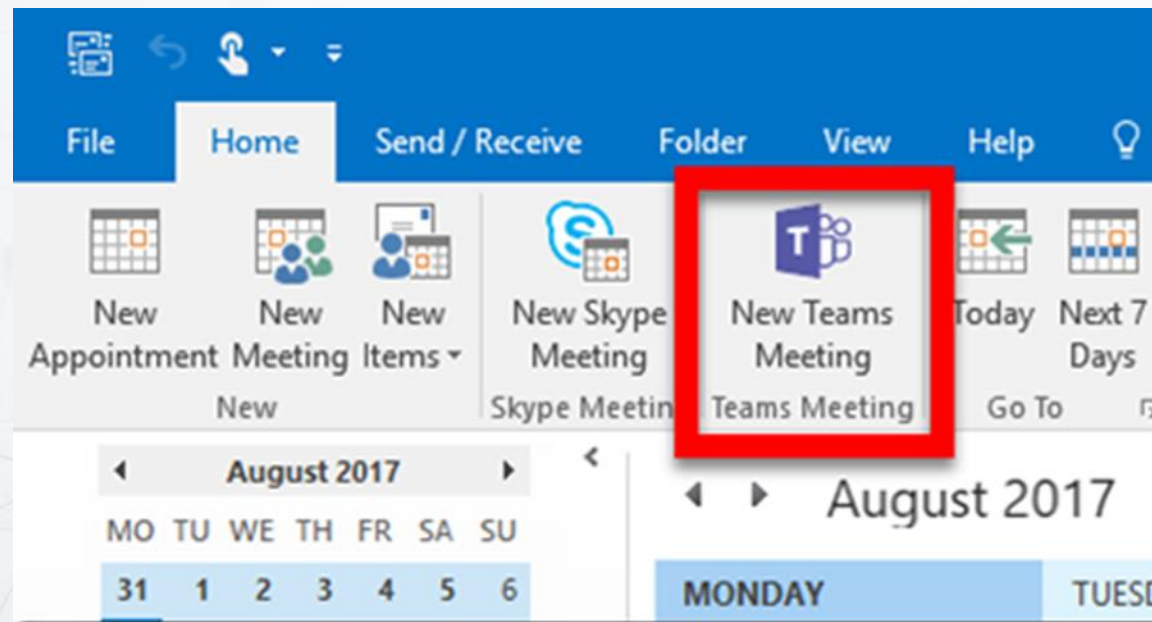 File Home Send / Receive Folder View Help
New Appointment
New Meeting
New Items
New Skype Meeting
New Teams Meeting
Today
Next 7 Days
New
Skype Meetin
Teams Meeting
Go To
August 2017
MO TU WE TH FR SA SU
31 1 2 3 4 5 6
August 2017
MONDAY TUESD